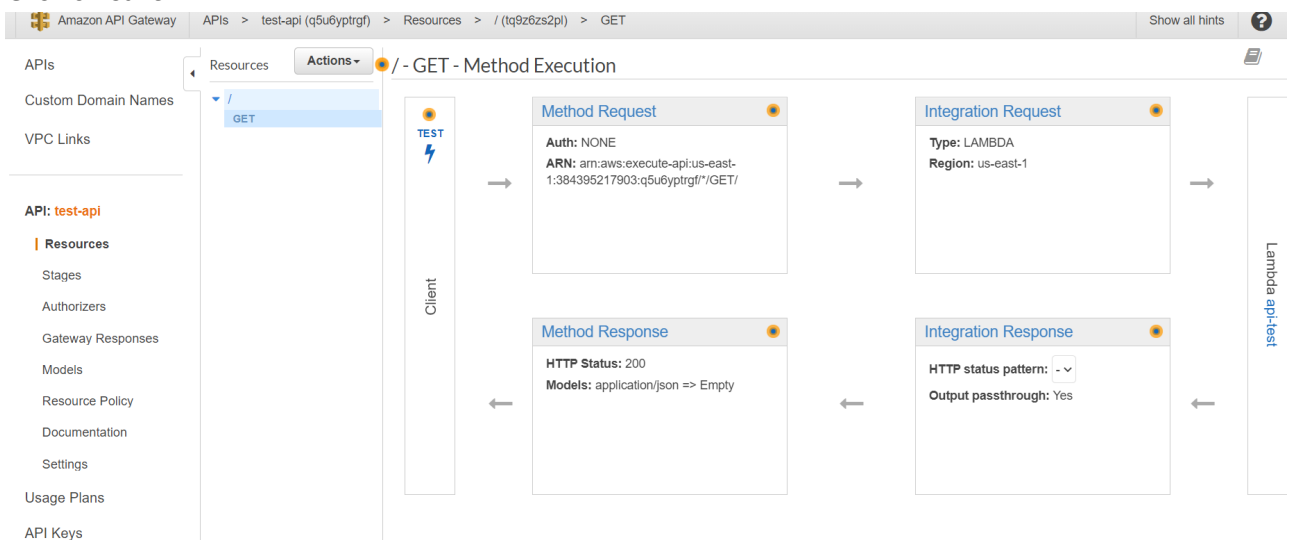 Amazon API Gateway
APIs > test-api (q5u6yptrgf) > Resources > / (tq9z6zs2pl) > GET
Show all hints
?
APIs
Custom Domain Names
VPC Links
API: test-api
Resources
Stages
Authorizers
Gateway Responses
Models
Resource Policy
Documentation
Settings
Usage Plans
API Keys
Resources
Actions
/
GET
/ - GET - Method Execution
TEST
Client
Method Request
Auth: NONE
ARN: arn:aws:execute-api:us-east-
1:384395217903:q5u6yptrgf/*/GET/
Integration Request
Type: LAMBDA
Region: us-east-1
Lambda api-test
Method Response
HTTP Status: 200
Models: application/json => Empty
Integration Response
HTTP status pattern: -
Output passthrough: Yes